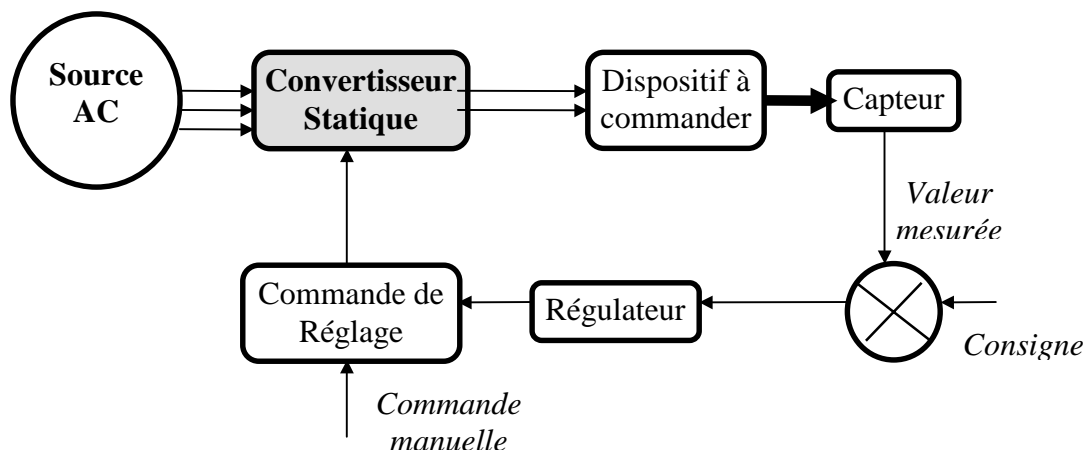 Source
AC
Convertisseur
Statique
Dispositif à
commander
Capteur
Valeur
mesurée
Commande de
Réglage
Régulateur
Consigne
Commande
manuelle